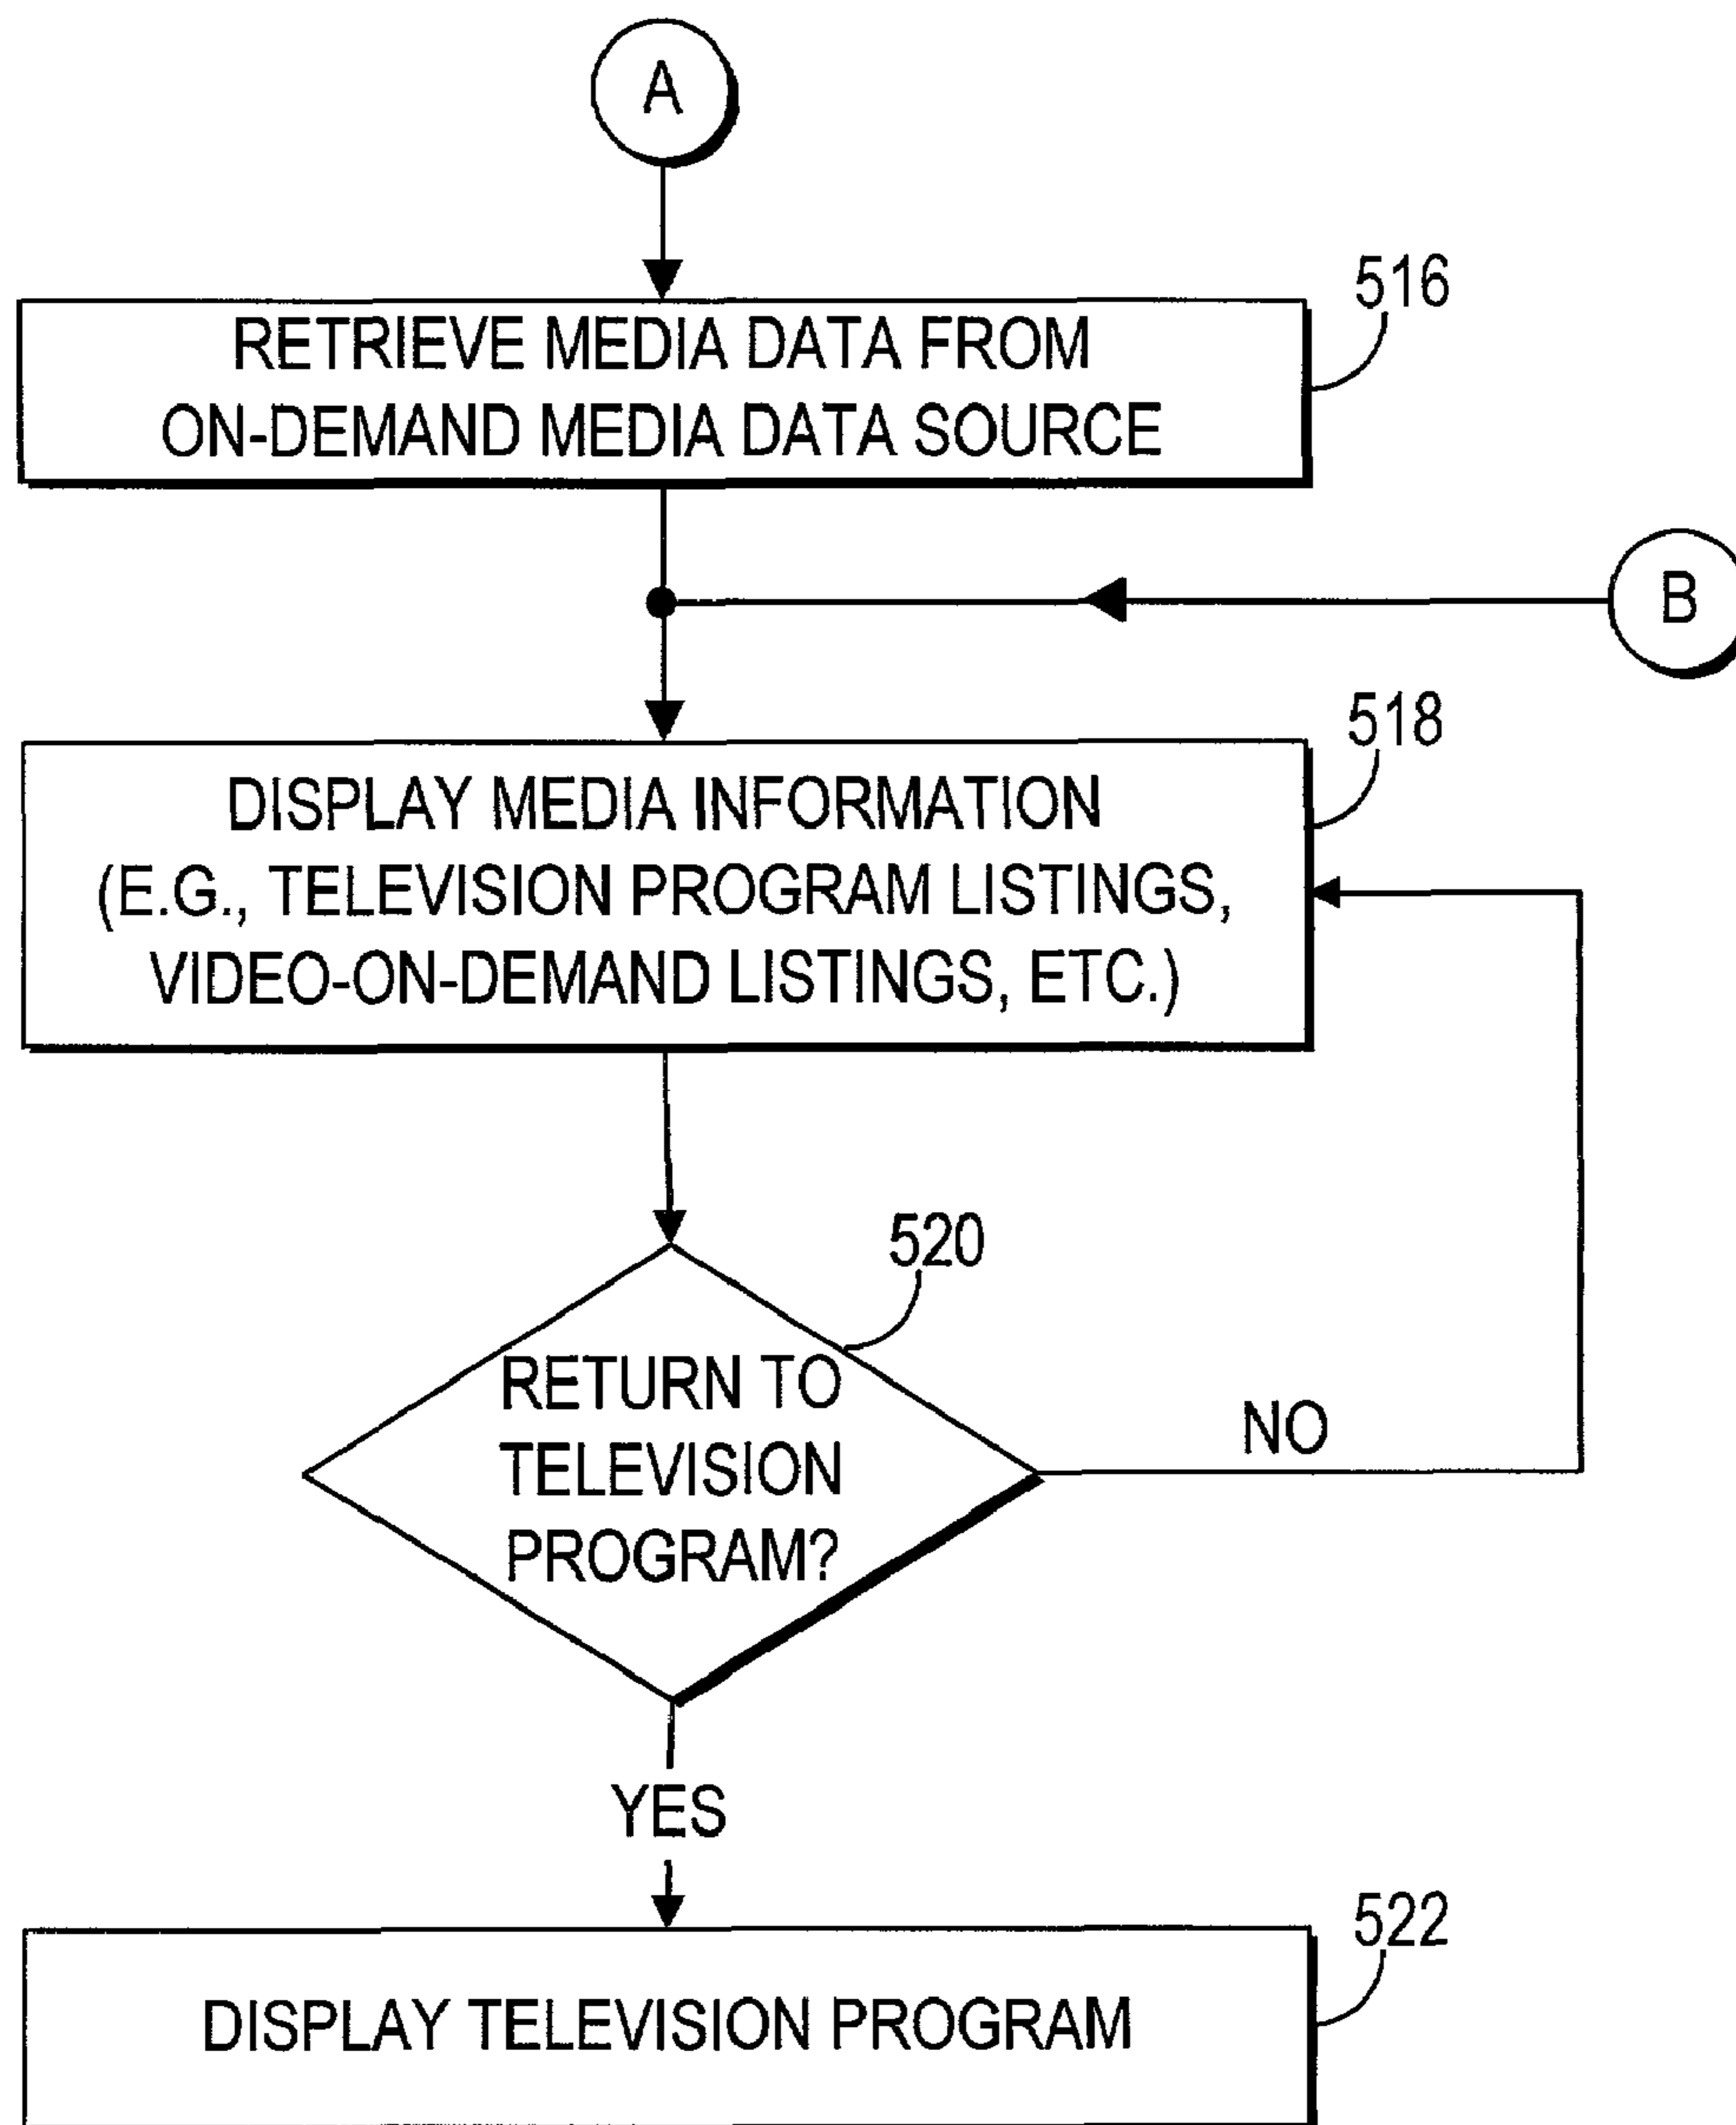 A
516
RETRIEVE MEDIA DATA FROM
ON-DEMAND MEDIA DATA SOURCE
B
518
DISPLAY MEDIA INFORMATION
(E.G., TELEVISION PROGRAM LISTINGS,
VIDEO-ON-DEMAND LISTINGS, ETC.)
520
RETURN TO
TELEVISION
PROGRAM?
NO
YES
522
DISPLAY TELEVISION PROGRAM